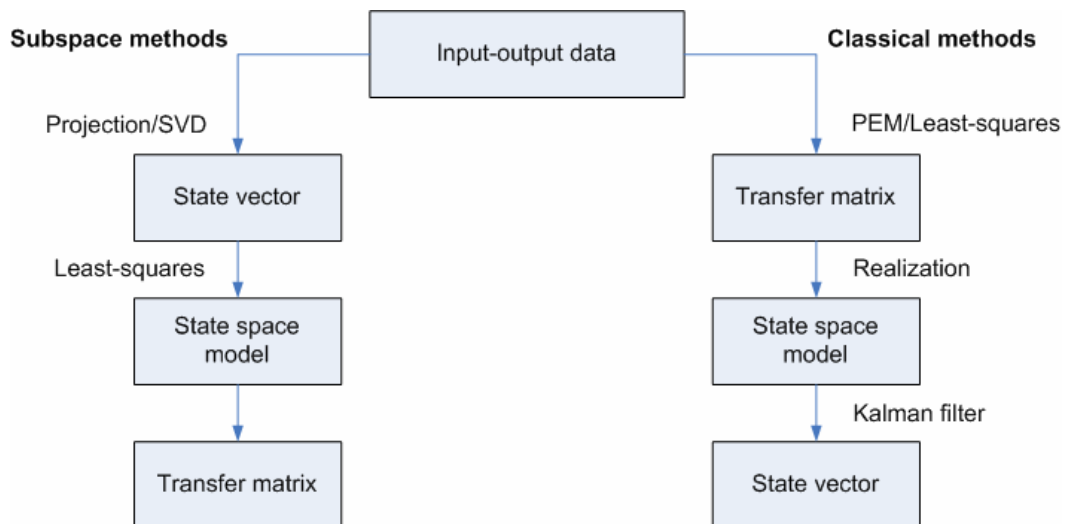 Subspace methods
Input-output data
Classical methods
Projection/SVD
PEM/Least-squares
State vector
Transfer matrix
Least-squares
Realization
State space
model
State space
model
Kalman filter
Transfer matrix
State vector